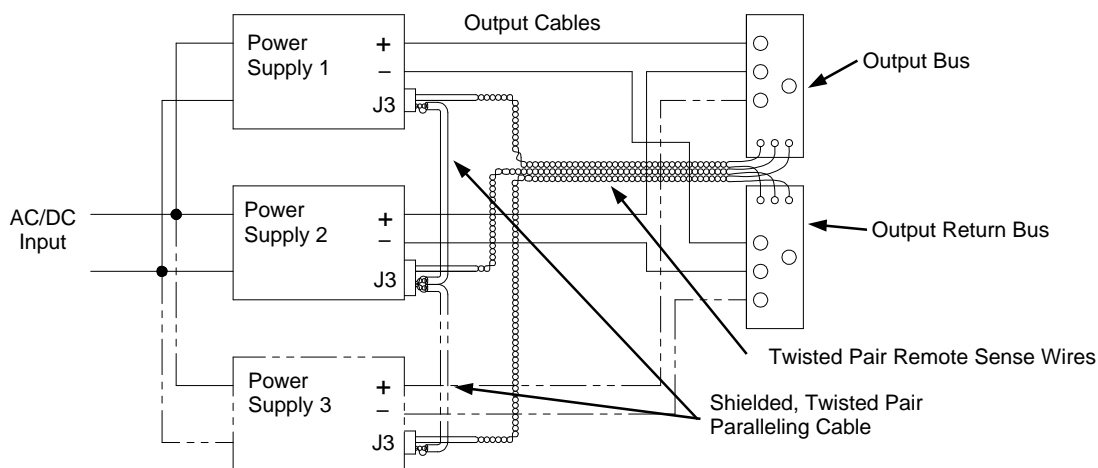 Output Cables
Power
Supply 1
+
–
J3
Output Bus
AC/DC
Input
Power
Supply 2
+
–
J3
Output Return Bus
Twisted Pair Remote Sense Wires
Power
Supply 3
+
–
J3
Shielded, Twisted Pair
Paralleling Cable